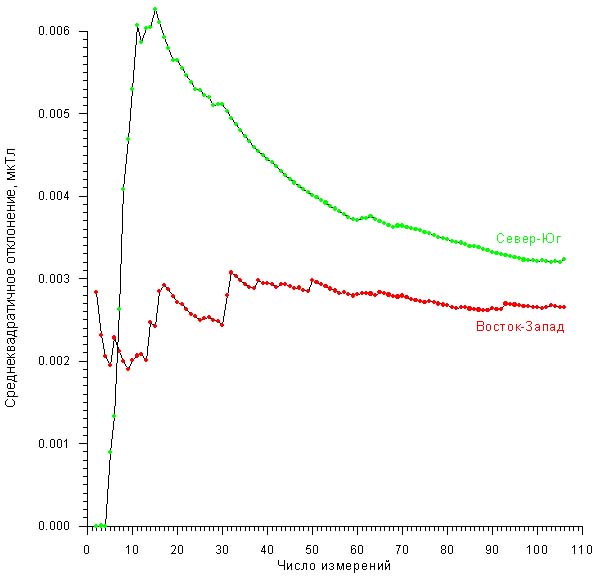 Среднеквадратичное отклонение, мкТл
0.006
0.005
0.004
0.003
0.002
0.001
0.000
Север-Юг
Восток-Запад
0 10 20 30 40 50 60 70 80 90 100 110
Число измерений